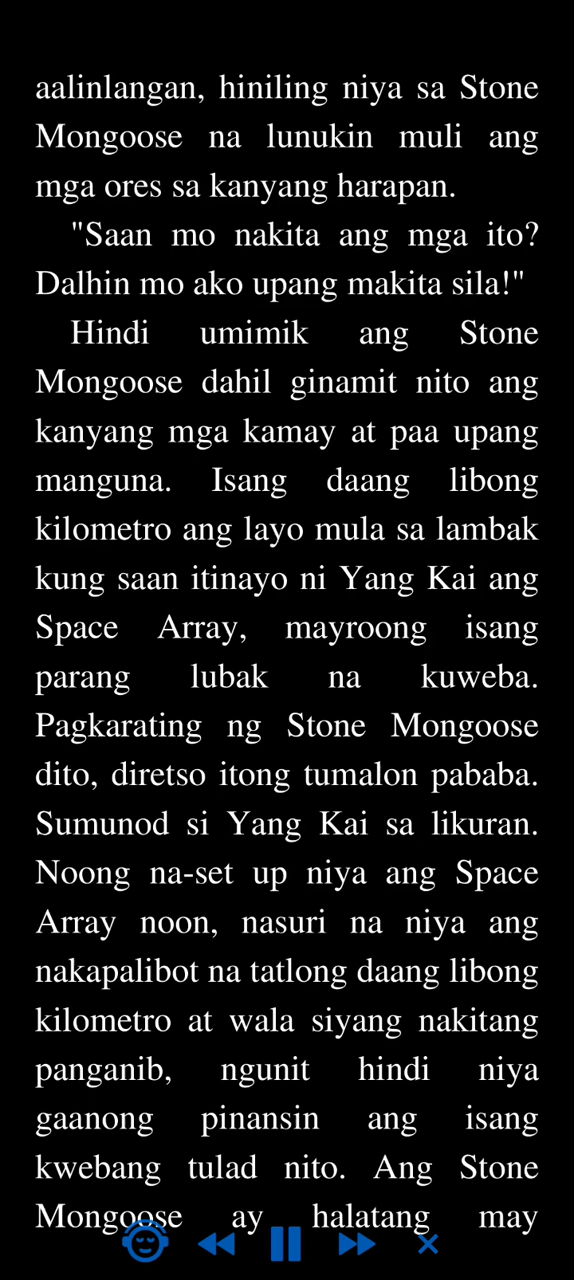 aalinlangan, hiniling niya sa Stone
Mongoose na lunukin muli ang
mga ores sa kanyang harapan.
"Saan mo nakita ang mga ito?
Dalhin mo ako upang makita sila!"
Hindi umimik ang Stone
Mongoose dahil ginamit nito ang
kanyang mga kamay at paa upang
manguna. Isang daang libong
kilometro ang layo mula sa lambak
kung saan itinayo ni Yang Kai ang
Space Array, mayroong isang
parang lubak na kuweba.
Pagkarating ng Stone Mongoose
dito, diretso itong tumalon pababa.
Sumunod si Yang Kai sa likuran.
Noong na-set up niya ang Space
Array noon, nasuri na niya ang
nakapalibot na tatlong daang libong
kilometro at wala siyang nakitang
panganib, ngunit hindi niya
gaanong pinansin ang isang
kwebang tulad nito. Ang Stone
Mongoose ay halatang may